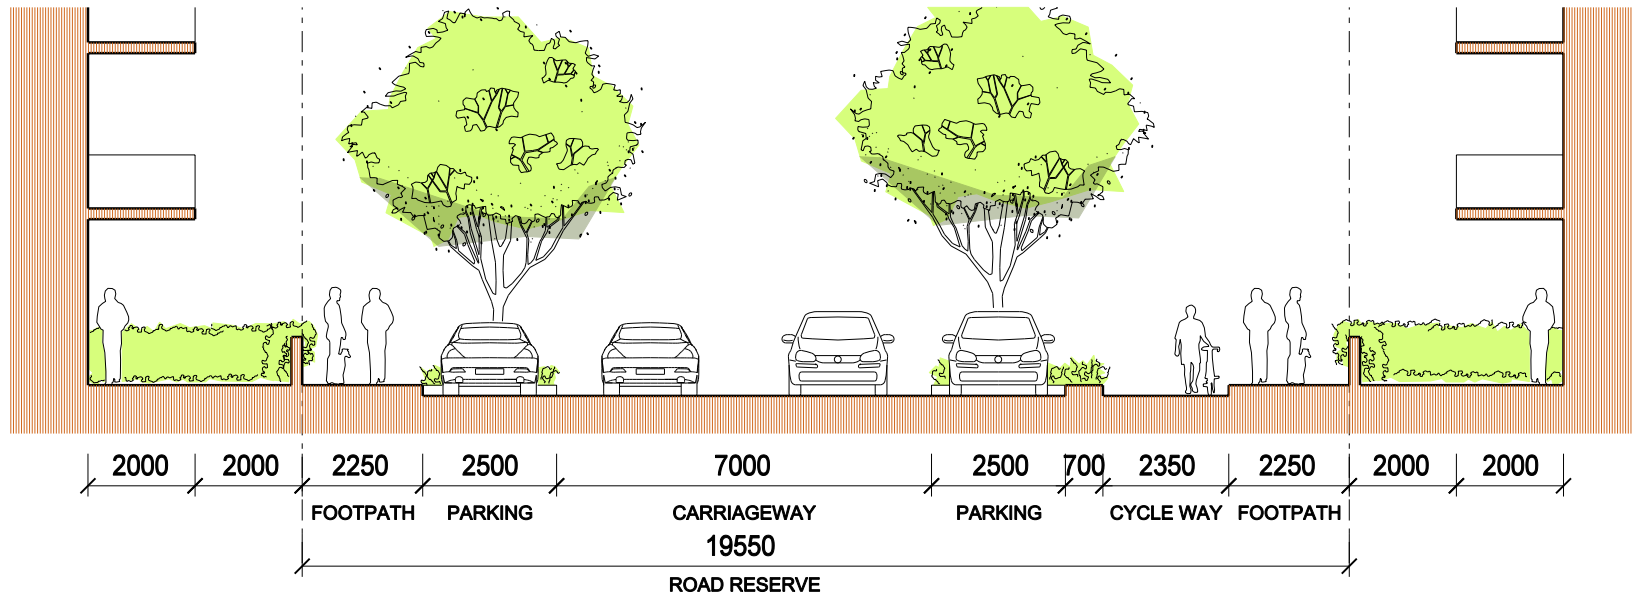 2000 2000 2250 2500 7000 2500 700 2350 2250 2000 2000
FOOTPATH PARKING CARRIAGEWAY PARKING CYCLE WAY FOOTPATH
19550
ROAD RESERVE